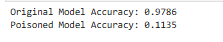 Original Model Accuracy: 0.9786
Poisoned Model Accuracy: 0.1135